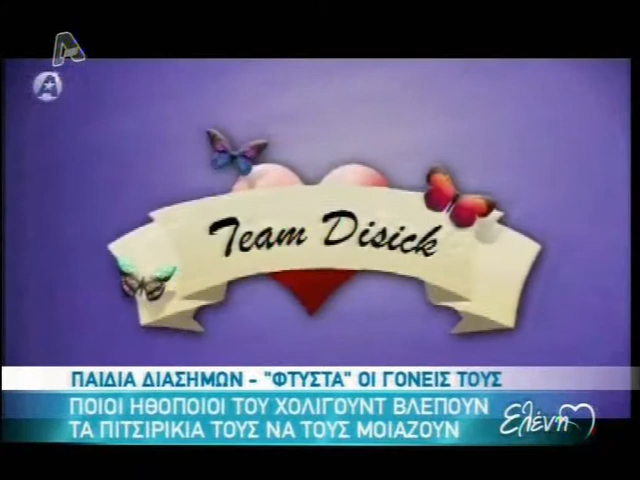 A
A
Team Disick
ΠΑΙΔΙΑ ΔΙΑΣΗΜΩΝ - "ΦΤΥΣΤΑ" ΟΙ ΓΟΝΕΙΣ ΤΟΥΣ
ΠΟΙΟΙ ΗΘΟΠΟΙΟΙ ΤΟΥ ΧΟΛΙΓΟΥΝΤ ΒΛΕΠΟΥΝ
ΤΑ ΠΙΤΣΙΡΙΚΙΑ ΤΟΥΣ ΝΑ ΤΟΥΣ ΜΟΙΑΖΟΥΝ
Ελένη